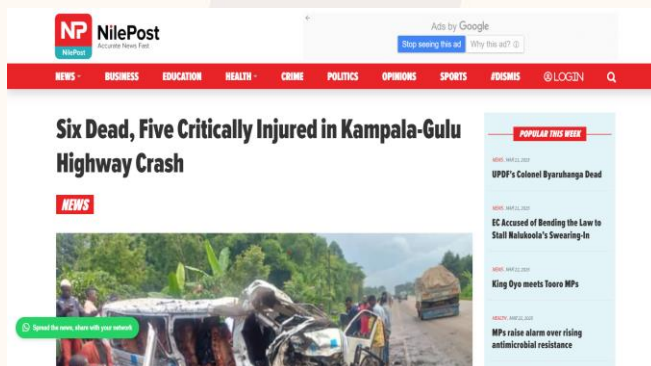 NP NilePost
NilePost
Accurate News Fast
Ads by Google
Stop seeing this ad Why this ad?
NEWS BUSINESS EDUCATION HEALTH CRIME POLITICS OPINIONS SPORTS #DISMIS LOGIN
Six Dead, Five Critically Injured in Kampala-Gulu
Highway Crash
NEWS
Spread the news, share with your network
POPULAR THIS WEEK
UPDF's Colonel Byaruhanga Dead
EC Accused of Bending the Law to
Stall Nalukoola's Swearing-In
King Oyo meets Tooro MPs
MPs raise alarm over rising
antimicrobial resistance